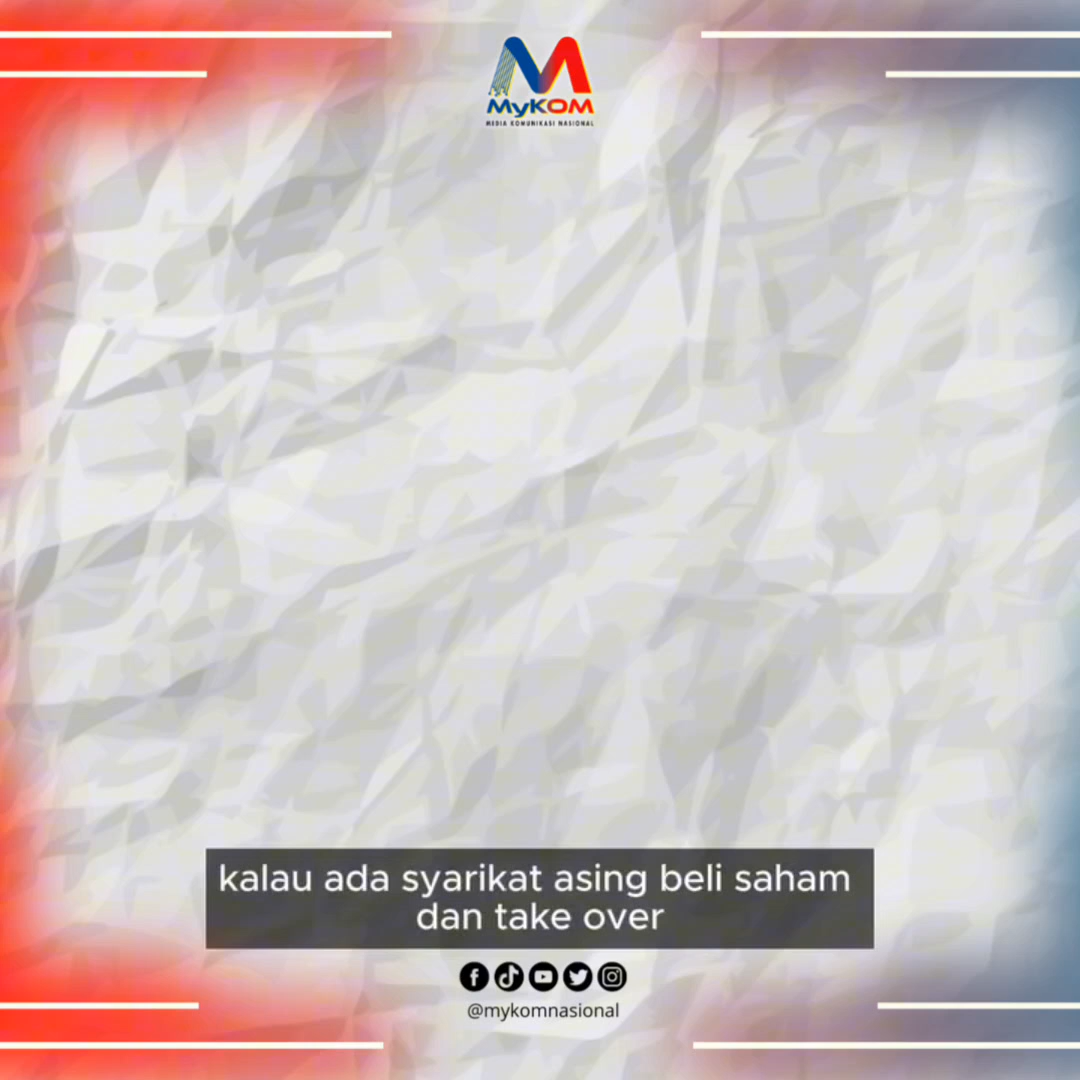 MyKOM
MEDIA KOMUNIKASI NASIONAL
kalau ada syarikat asing beli saham
dan take over
@mykomnasional